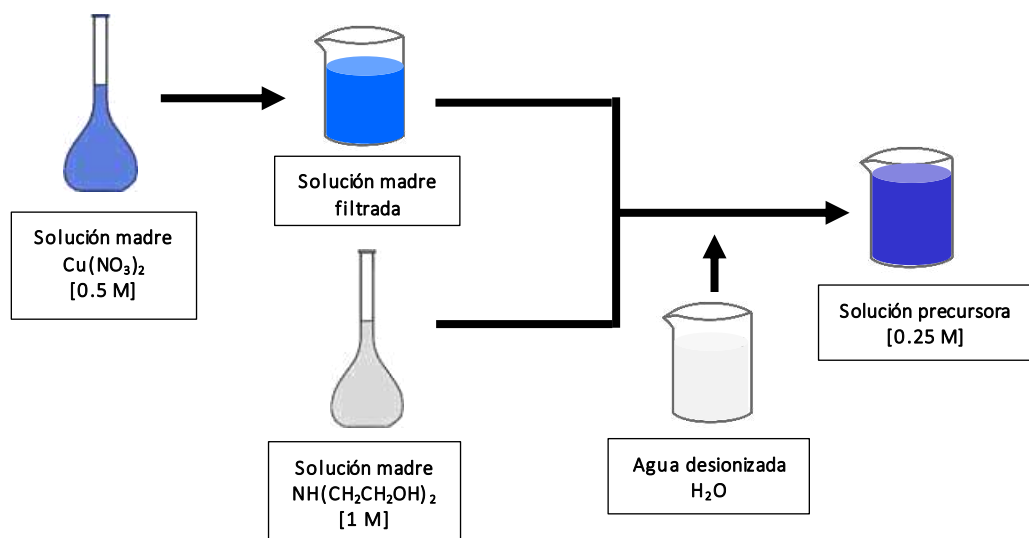 Solución madre
Cu(NO₃)₂
[0.5 M]
Solución madre
filtrada
Solución madre
NH(CH₂CH₂OH)₂
[1 M]
Agua desionizada
H₂O
Solución precursora
[0.25 M]